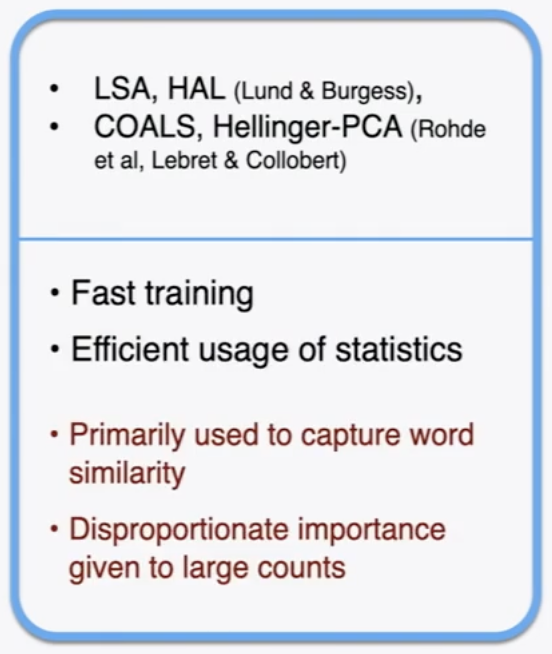 • LSA, HAL (Lund & Burgess),
• COALS, Hellinger-PCA (Rohde
et al, Lebret & Collobert)
• Fast training
• Efficient usage of statistics
• Primarily used to capture word
similarity
• Disproportionate importance
given to large counts